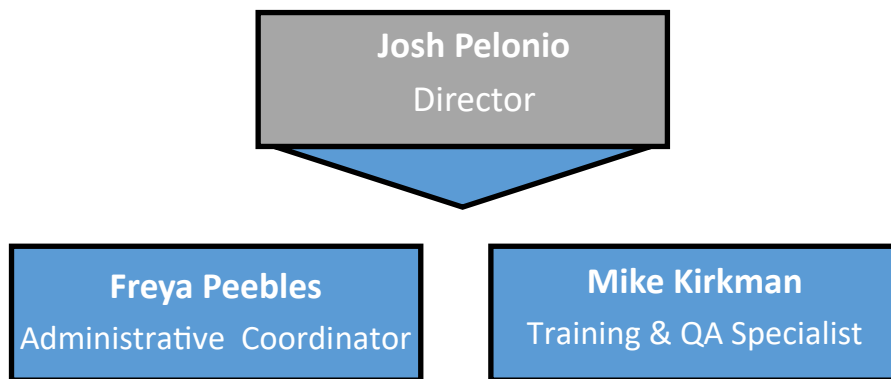 Josh Pelonio
Director
Freya Peebles
Administrative Coordinator
Mike Kirkman
Training & QA Specialist